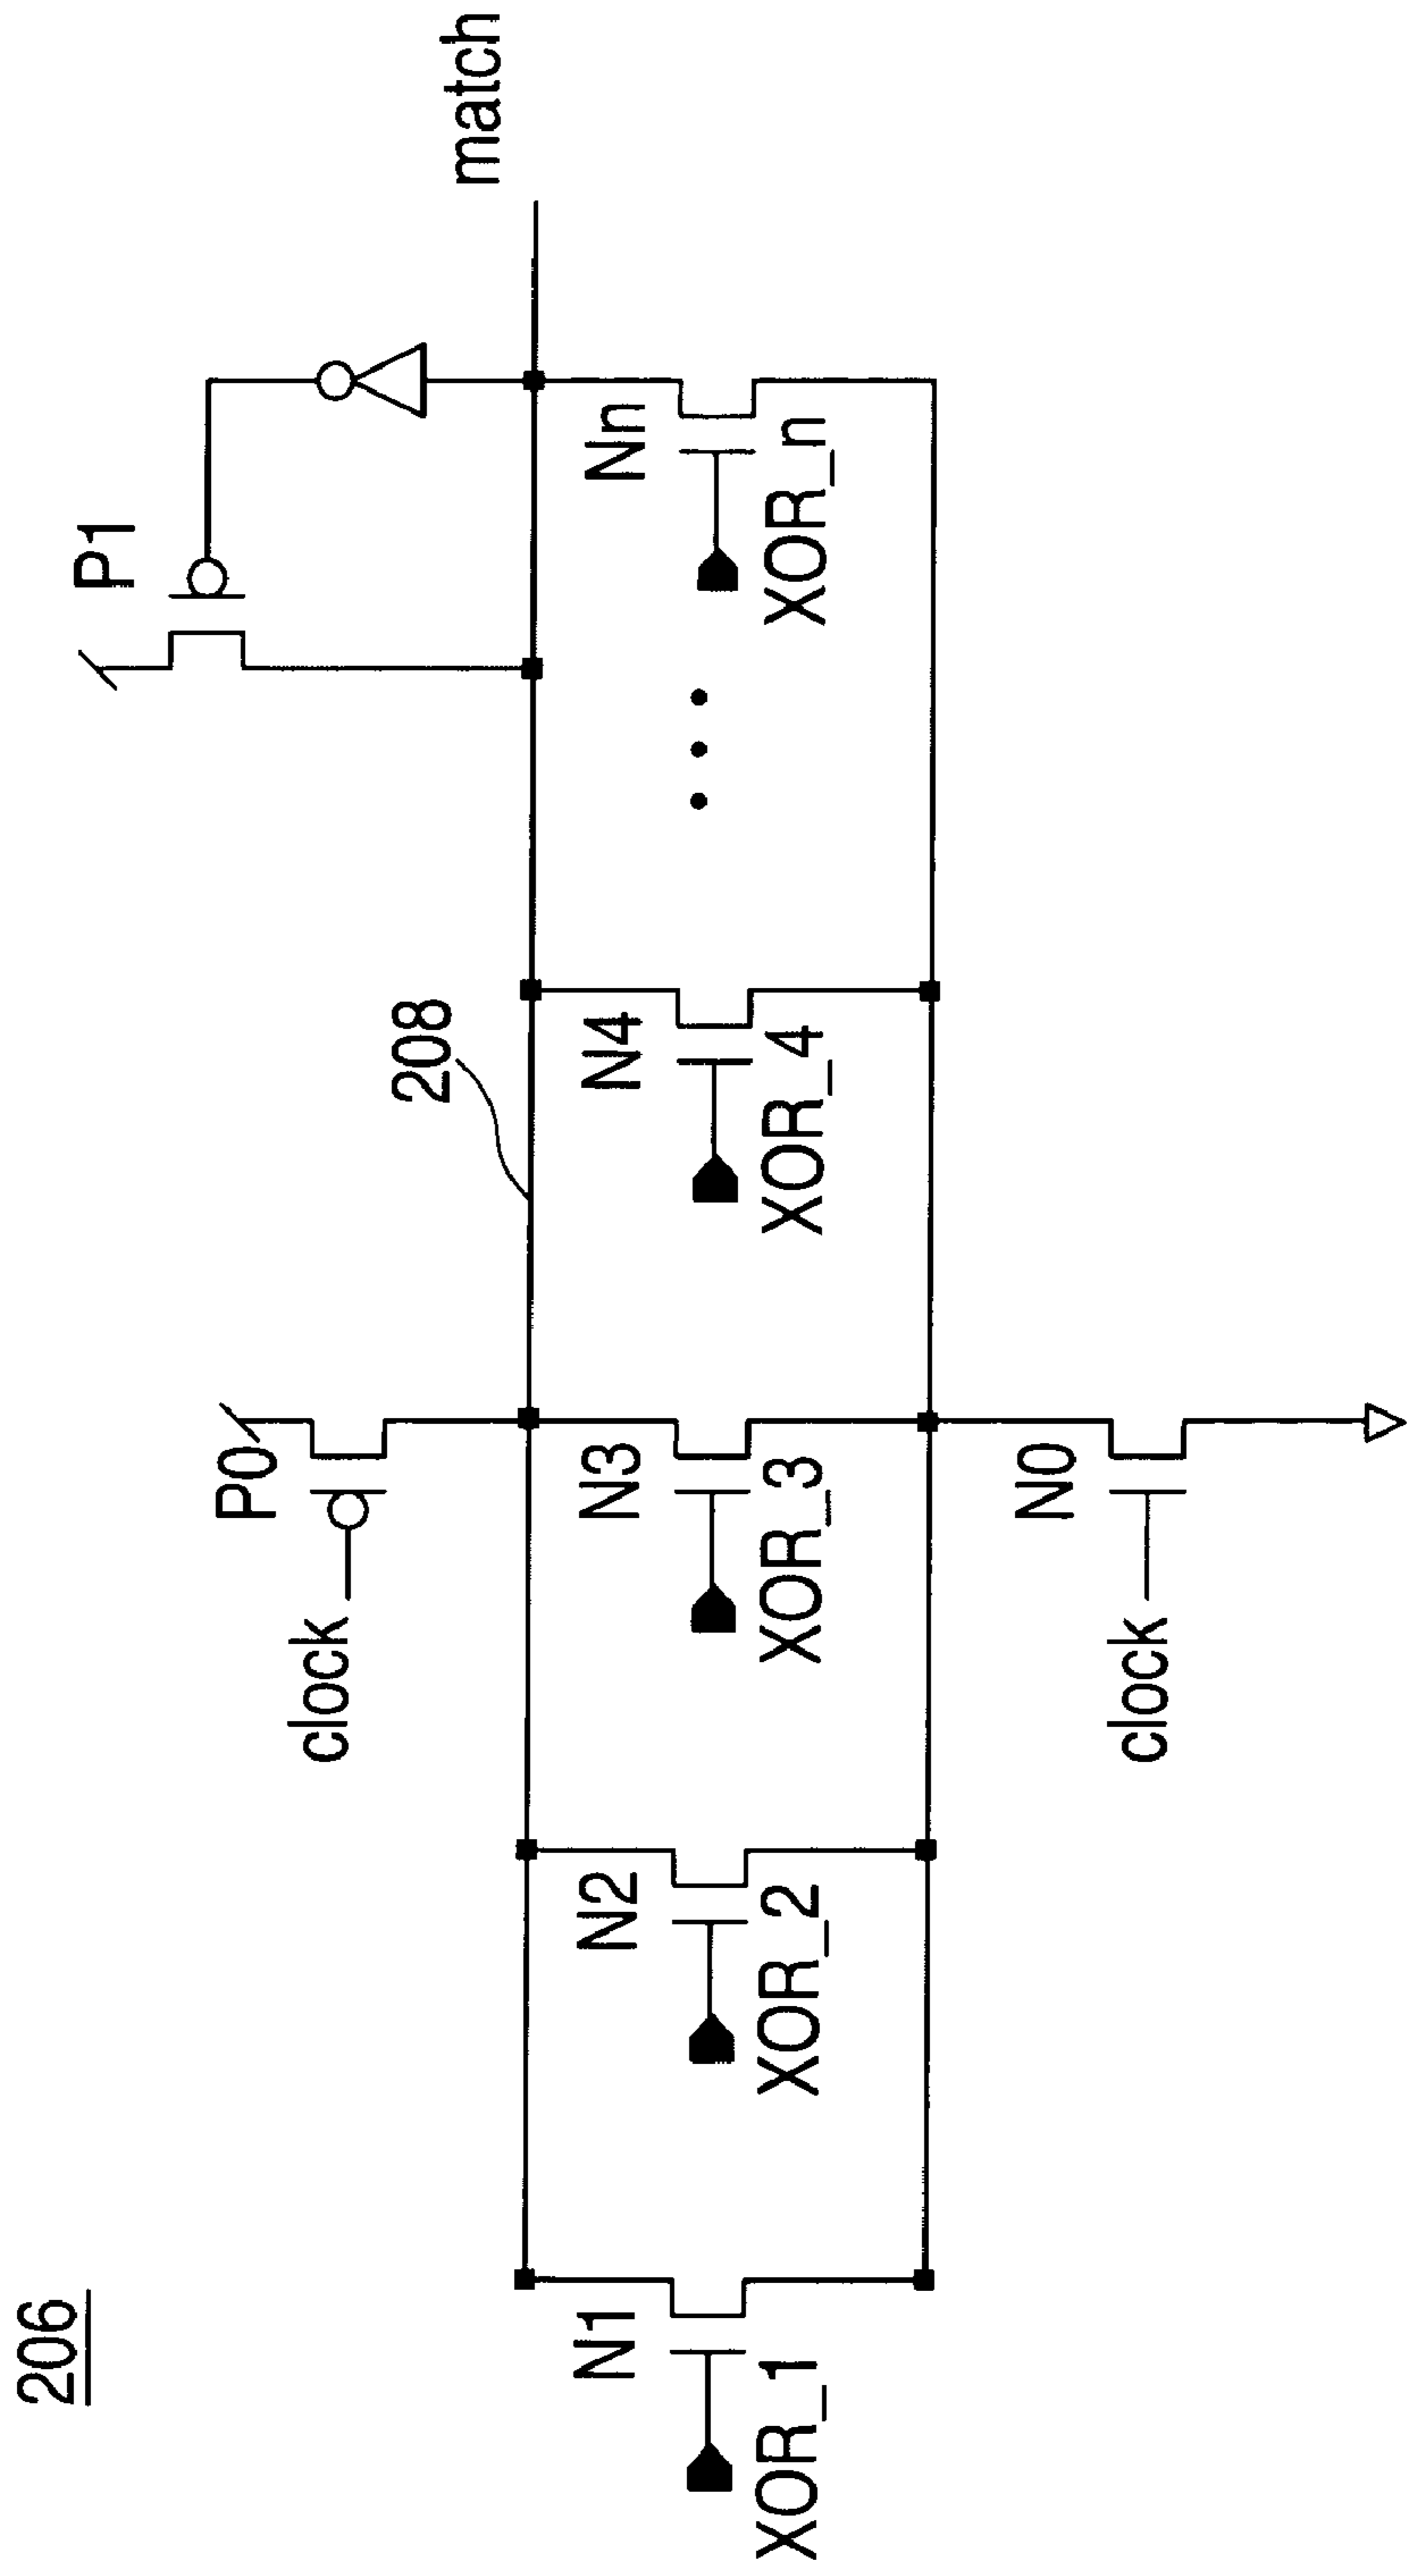 206
P1
match
P0
clock
208
N1
XOR_1
N2
XOR_2
N3
XOR_3
N4
XOR_4
Nn
XOR_n
N0
clock